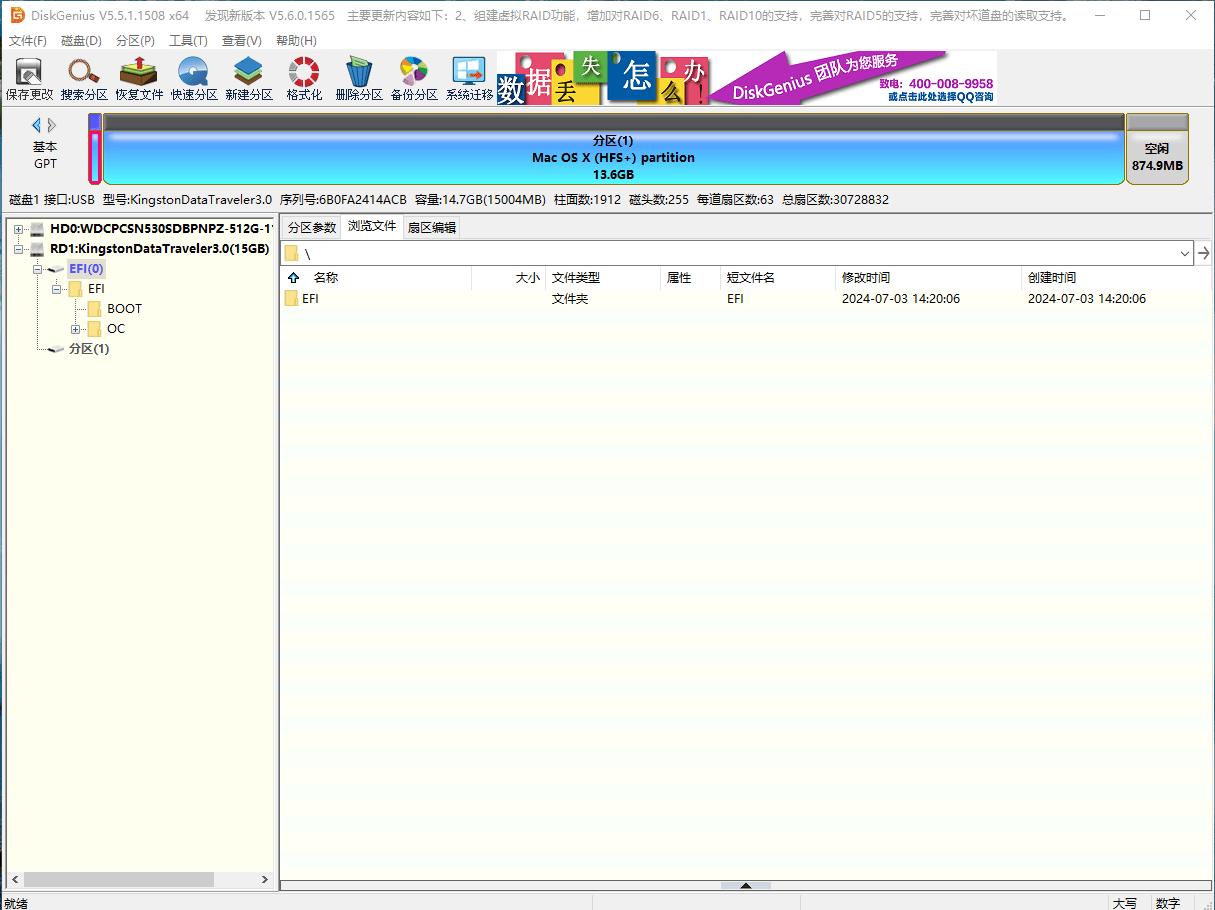 DiskGenius V5.5.1.1508 x64 发现新版本 V5.6.0.1565 主要更新内容如下：2、组建虚拟RAID功能，增加对RAID6、RAID1、RAID10的支持，完善对RAID5的支持，完善对坏道盘的读取支持。
文件(F) 磁盘(D) 分区(P) 工具(T) 查看(V) 帮助(H)
保存更改 搜索分区 恢复文件 快速分区 新建分区 格式化 删除分区 备份分区 系统迁移
数据丢失怎么办!
DiskGenius 团队为您服务
致电：400-008-9958
或点击此处选择QQ咨询
基本
GPT
分区(1)
Mac OS X (HFS+) partition
13.6GB
空闲
874.9MB
磁盘1 接口:USB 型号:KingstonDataTraveler3.0 序列号:6B0FA2414ACB 容量:14.7GB(15004MB) 柱面数:1912 磁头数:255 每道扇区数:63 总扇区数:30728832
HD0:WDCPCSN530SDBPNPZ-512G-1
RD1:KingstonDataTraveler3.0(15GB)
EFI(0)
EFI
BOOT
OC
分区(1)
分区参数 浏览文件 扇区编辑
\
名称 大小 文件类型 属性 短文件名 修改时间 创建时间
EFI 文件夹 EFI 2024-07-03 14:20:06 2024-07-03 14:20:06
就绪 大写 数字